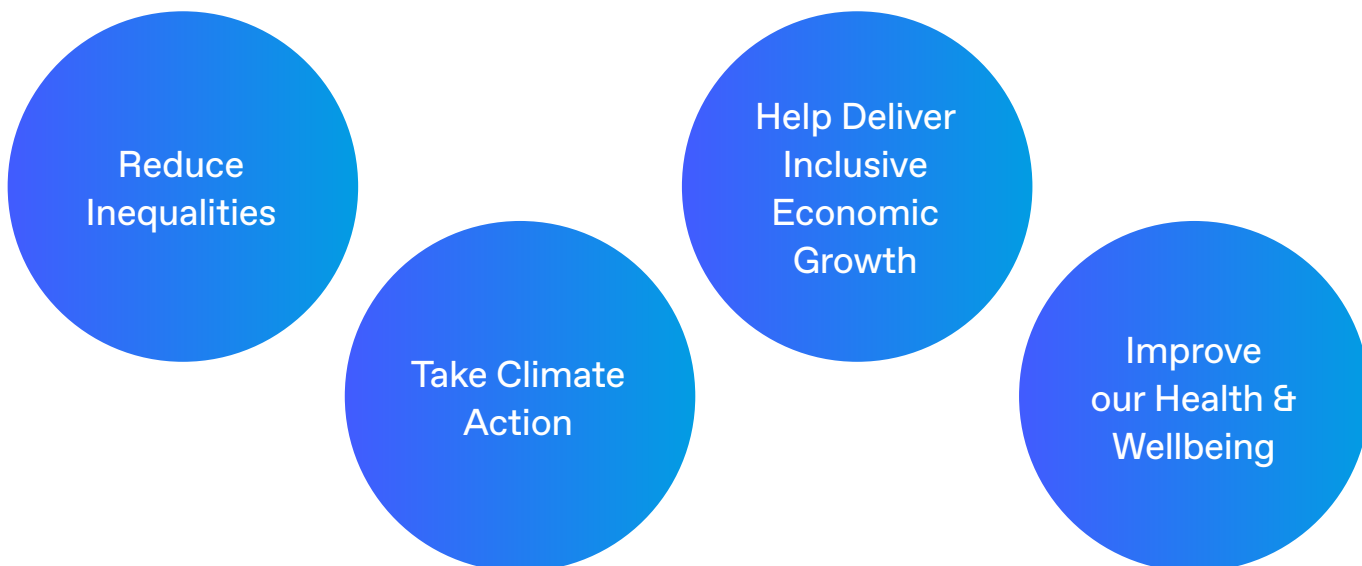 Reduce
Inequalities
Take Climate
Action
Help Deliver
Inclusive
Economic
Growth
Improve
our Health &
Wellbeing